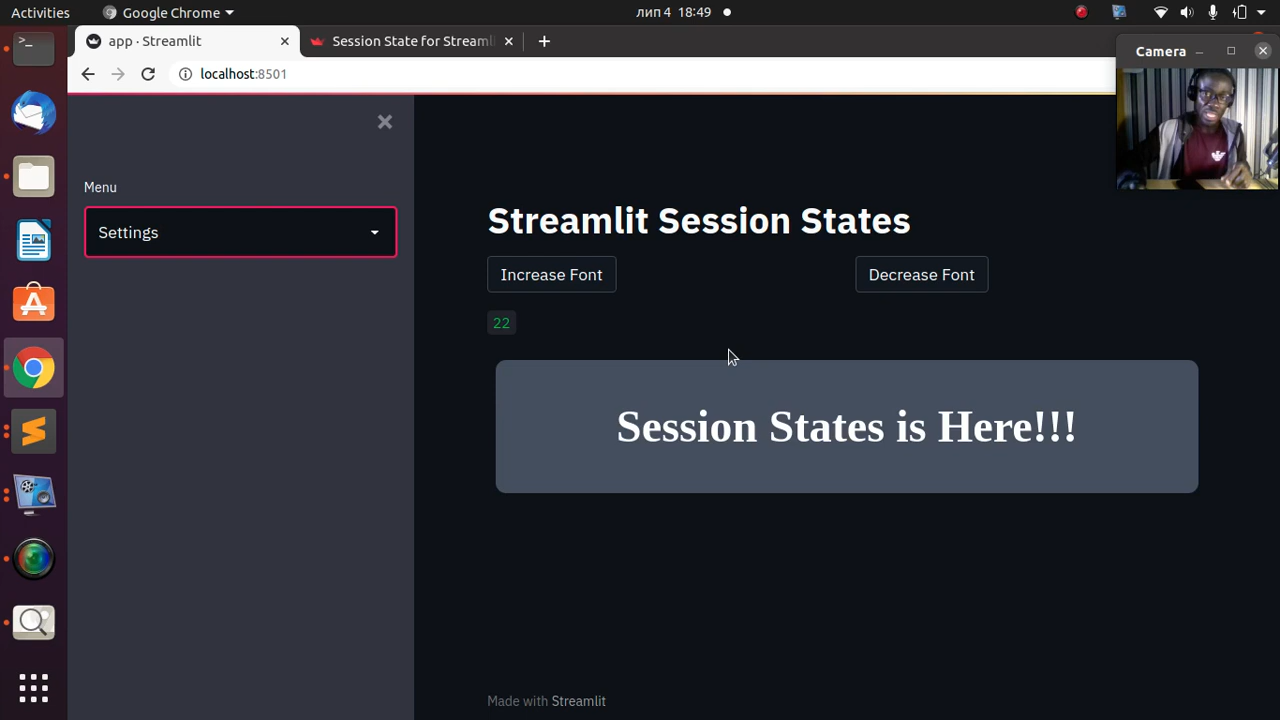 Activities
Google Chrome
лип 4 18:49
app · Streamlit
Session State for Streaml
localhost:8501
Camera
Menu
Settings
Streamlit Session States
Increase Font
Decrease Font
22
Session States is Here!!!
Made with Streamlit